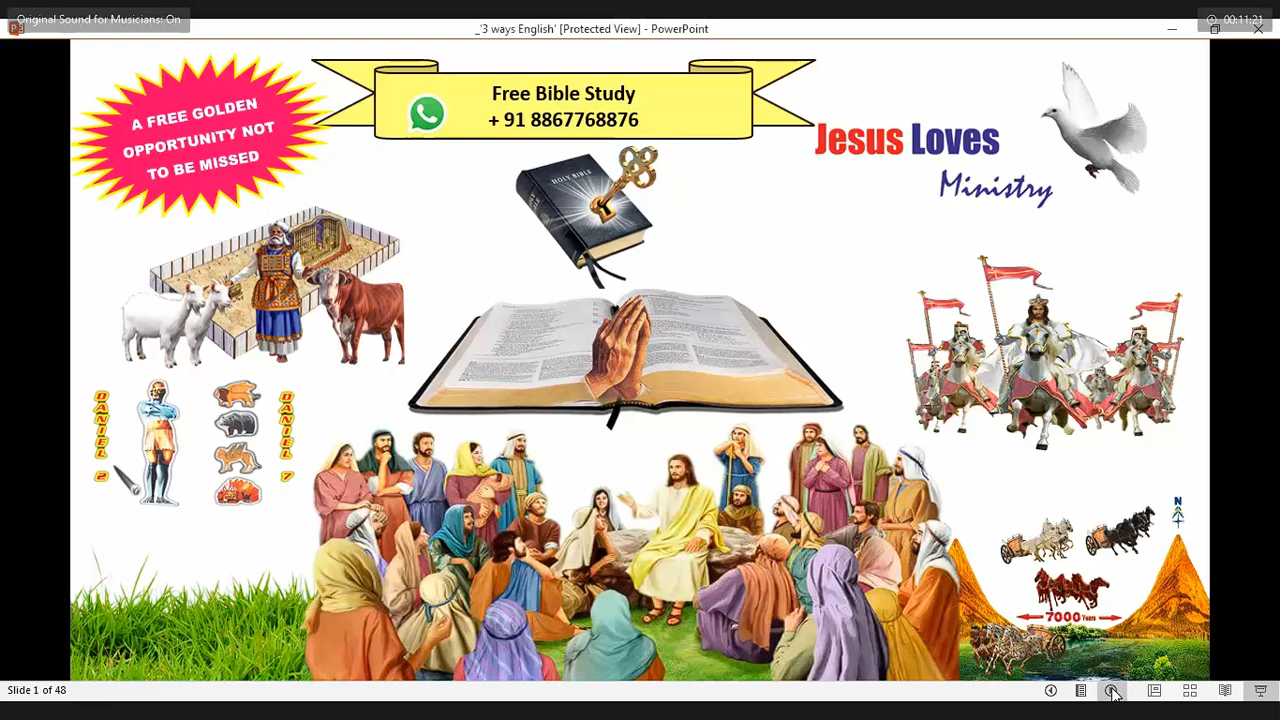 Original Sound for Musicians: On
00:11:21
_'3 ways English' [Protected View] - PowerPoint
A FREE GOLDEN
OPPORTUNITY NOT
TO BE MISSED
Free Bible Study
+ 91 8867768876
Jesus Loves
Ministry
HOLY BIBLE
DANIEL 2
DANIEL 7
N
7000 Years
Slide 1 of 48